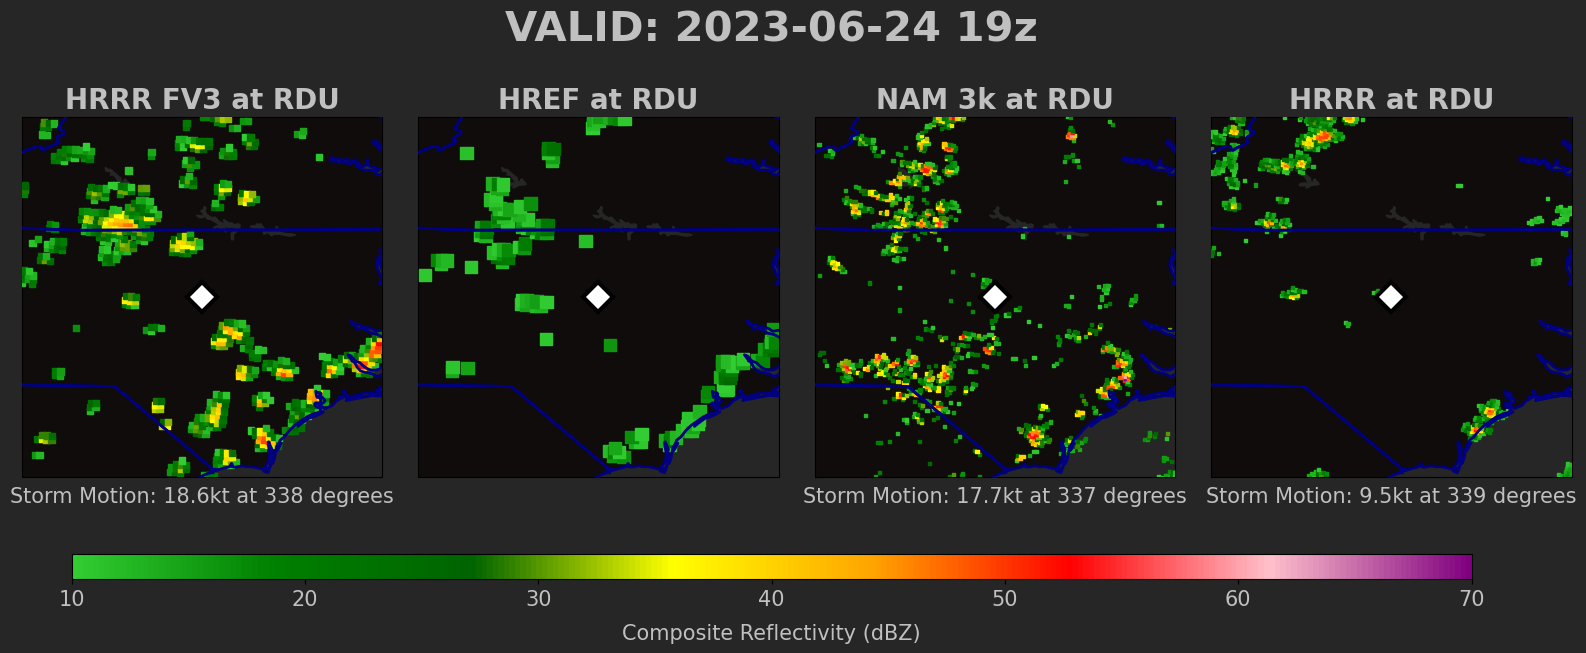 VALID: 2023-06-24 19z
HRRR FV3 at RDU
HREF at RDU
NAM 3k at RDU
HRRR at RDU
Storm Motion: 18.6kt at 338 degrees
Storm Motion: 17.7kt at 337 degrees
Storm Motion: 9.5kt at 339 degrees
10 20 30 40 50 60 70
Composite Reflectivity (dBZ)